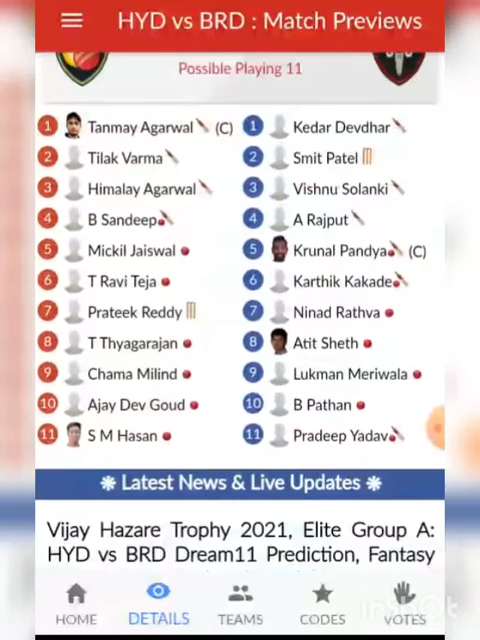 HYD vs BRD : Match Previews
Possible Playing 11
1 Tanmay Agarwal (C) 1 Kedar Devdhar
2 Tilak Varma 2 Smit Patel
3 Himalay Agarwal 3 Vishnu Solanki
4 B Sandeep 4 A Rajput
5 Mickil Jaiswal 5 Krunal Pandya (C)
6 T Ravi Teja 6 Karthik Kakade
7 Prateek Reddy 7 Ninad Rathva
8 T Thyagarajan 8 Atit Sheth
9 Chama Milind 9 Lukman Meriwala
10 Ajay Dev Goud 10 B Pathan
11 S M Hasan 11 Pradeep Yadav
❋ Latest News & Live Updates ❋
Vijay Hazare Trophy 2021, Elite Group A:
HYD vs BRD Dream11 Prediction, Fantasy
HOME DETAILS TEAMS CODES VOTES
InShOt